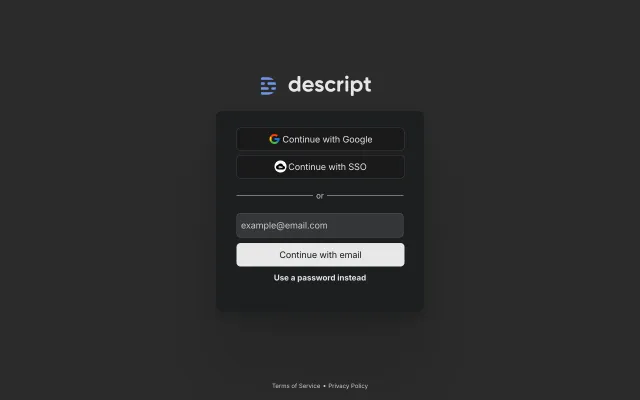 descript
Continue with Google
Continue with SSO
or
example@email.com
Continue with email
Use a password instead
Terms of Service • Privacy Policy